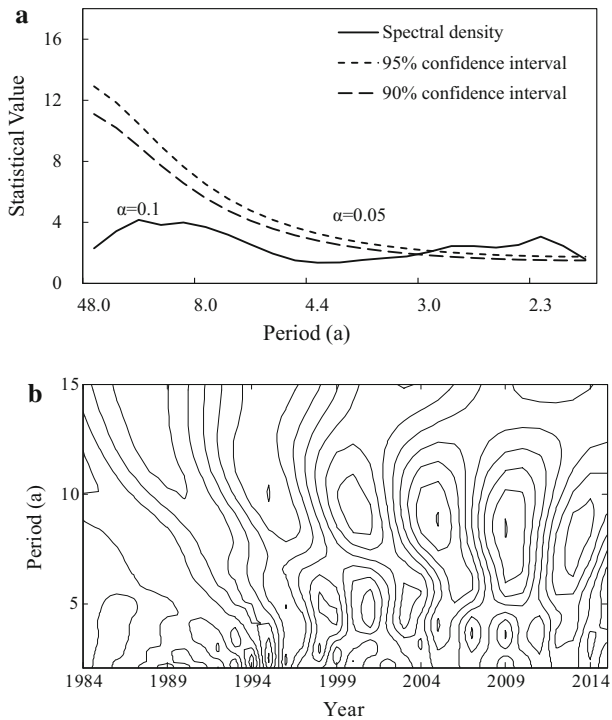 a
16
12
8
4
0
Statistical Value
Spectral density
95% confidence interval
90% confidence interval
α=0.1
α=0.05
48.0 8.0 4.4 3.0 2.3
Period (a)
b
15
10
5
Period (a)
1984 1989 1994 1999 2004 2009 2014
Year